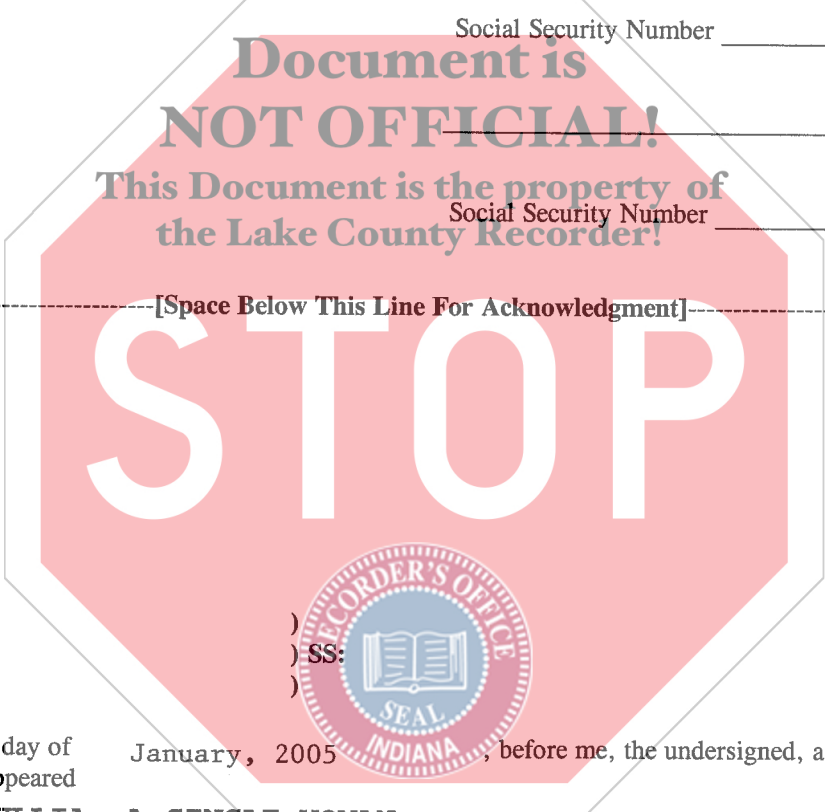 Social Security Number
Document is
NOT OFFICIAL!
This Document is the property of
Social Security Number
the Lake County Recorder!
[Space Below This Line For Acknowledgment]
STOP
)
) SS:
)
RECORDER'S OFFICE
SEAL
INDIANA
day of January, 2005, before me, the undersigned, a
ppeared